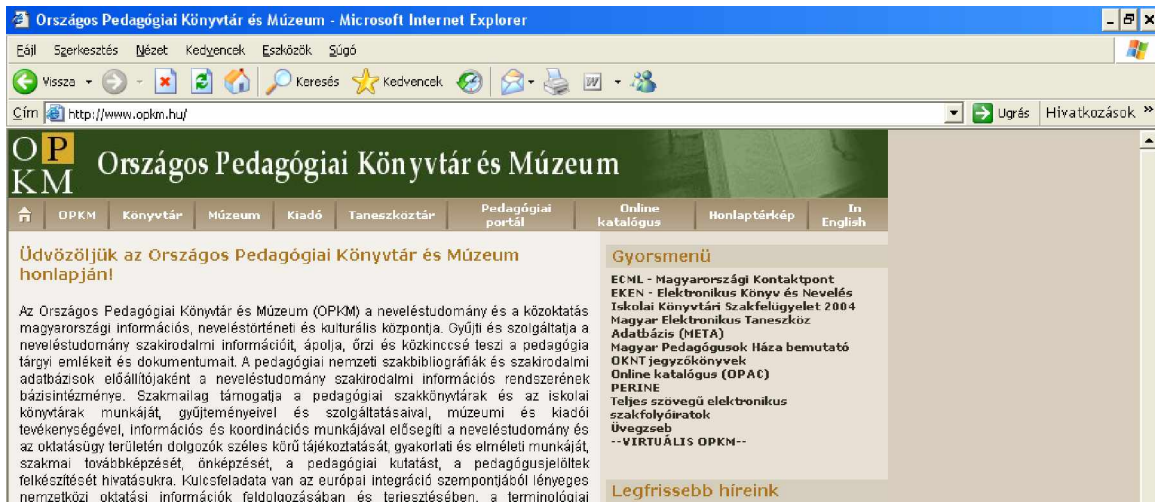 Országos Pedagógiai Könyvtár és Múzeum - Microsoft Internet Explorer
Fájl Szerkesztés Nézet Kedvencek Eszközök Súgó
Vissza Keresés Kedvencek
Cím http://www.opkm.hu/ Ugrás Hivatkozások »
OPKM
Országos Pedagógiai Könyvtár és Múzeum
OPKM Könyvtár Múzeum Kiadó Taneszköztár Pedagógiai portál Online katalógus Honlaptérkép In English
Üdvözöljük az Országos Pedagógiai Könyvtár és Múzeum
honlapján!
Az Országos Pedagógiai Könyvtár és Múzeum (OPKM) a neveléstudomány és a közoktatás
magyarországi információs, neveléstörténeti és kulturális központja. Gyűjti és szolgáltatja a
neveléstudomány szakirodalmi információit, ápolja, őrzi és közkinccsé teszi a pedagógia
tárgyi emlékeit és dokumentumait. A pedagógiai nemzeti szakbibliográfiák és szakirodalmi
adatbázisok előállítójaként a neveléstudomány szakirodalmi információs rendszerének
bázisintézménye. Szakmailag támogatja a pedagógiai szakkönyvtárak és az iskolai
könyvtárak munkáját, gyűjteményeivel és szolgáltatásaival, múzeumi és kiadói
tevékenységével, információs és koordinációs munkájával elősegíti a neveléstudomány és
az oktatásügy területén dolgozók széles körű tájékoztatását, gyakorlati és elméleti munkáját,
szakmai továbbképzését, önképzését, a pedagógiai kutatást, a pedagógusjelöltek
felkészítését hivatásukra. Kulcsfeladata van az európai integráció szempontjából lényeges
nemzetközi oktatási információk feldolgozásában és terjesztésében, a terminológiai
Gyorsmenü
ECML - Magyarországi Kontaktpont
EKEN - Elektronikus Könyv és Nevelés
Iskolai Könyvtári Szakfelügyelet 2004
Magyar Elektronikus Taneszköz
Adatbázis (META)
Magyar Pedagógusok Háza bemutató
OKNT jegyzőkönyvek
Online katalógus (OPAC)
PERINE
Teljes szövegű elektronikus
szakfolyóiratok
Üvegzseb
--VIRTUÁLIS OPKM--
Legfrissebb híreink